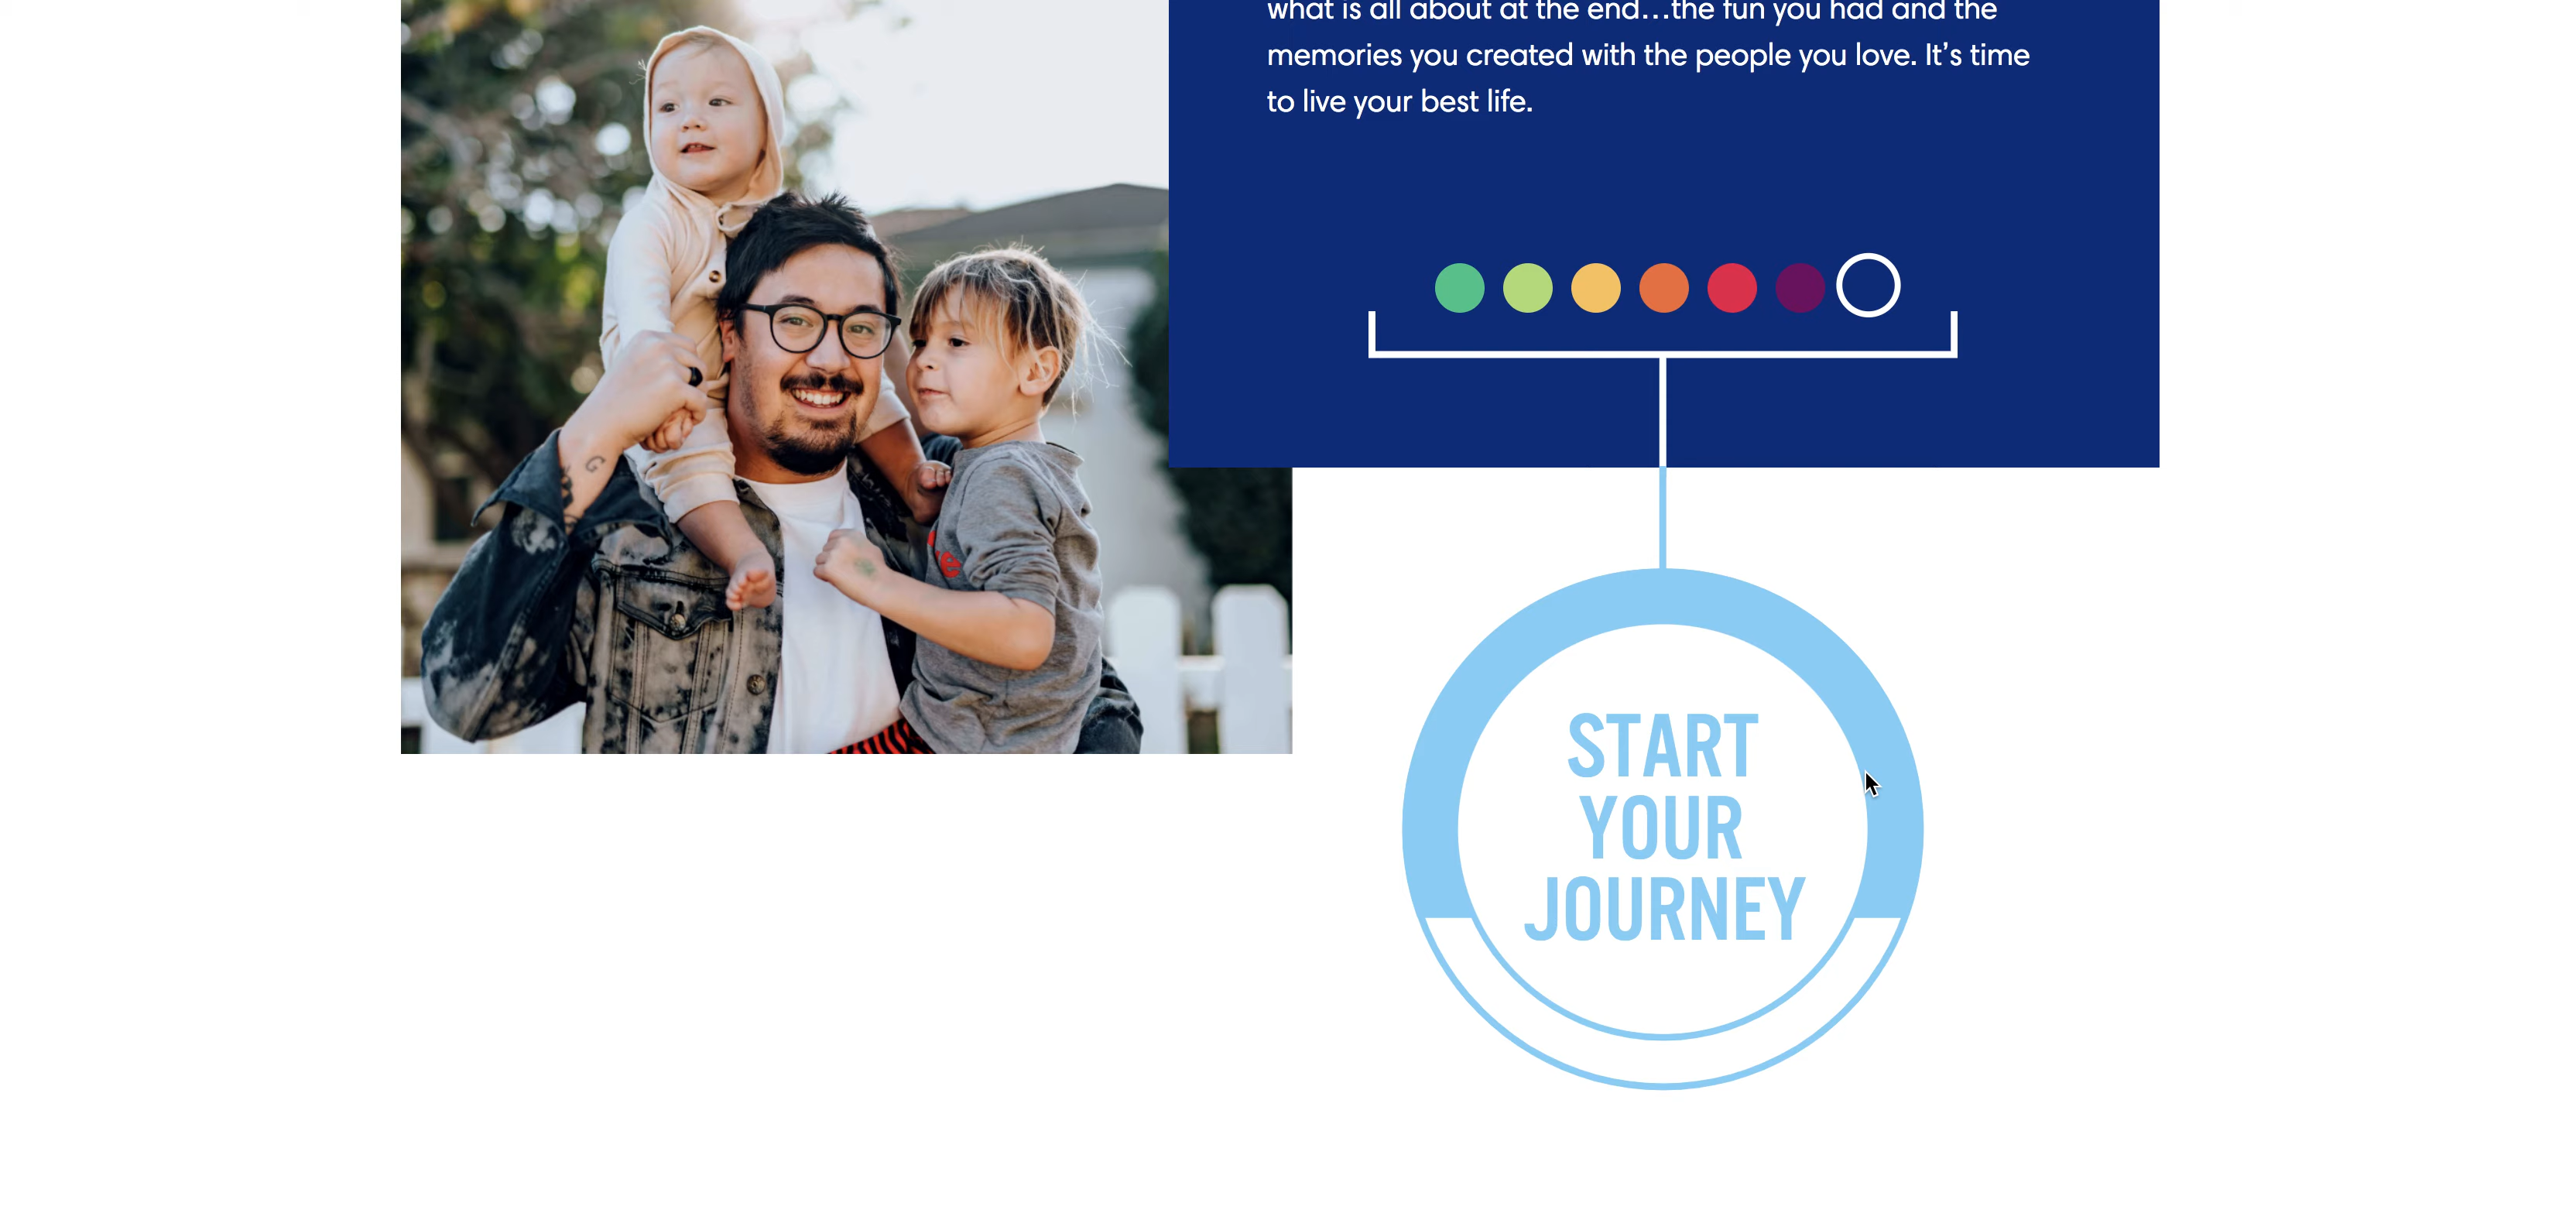 what is all about at the end...the fun you had and the
memories you created with the people you love. It's time
to live your best life.
START
YOUR
JOURNEY